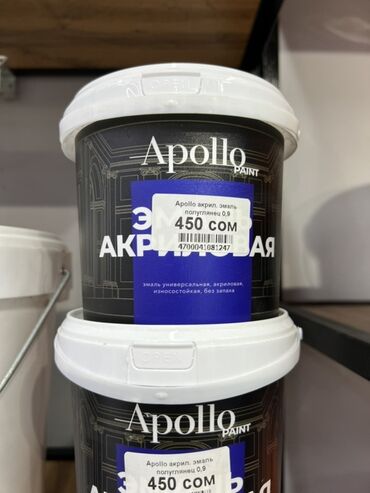 Apollo
PAINT
Apollo акрил. эмаль
полуглянец 0,9
450 сом
4700041081247
АКРИЛОВАЯ
эмаль универсальная, акриловая,
износостойкая, без запаха
Apollo
PAINT
Apollo акрил. эмаль
полуглянец 0,9
450 сом